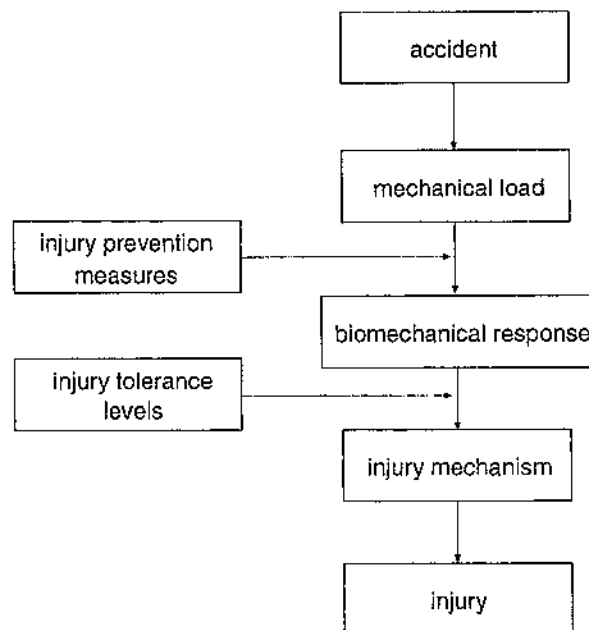 accident
mechanical load
injury prevention
measures
biomechanical response
injury tolerance
levels
injury mechanism
injury